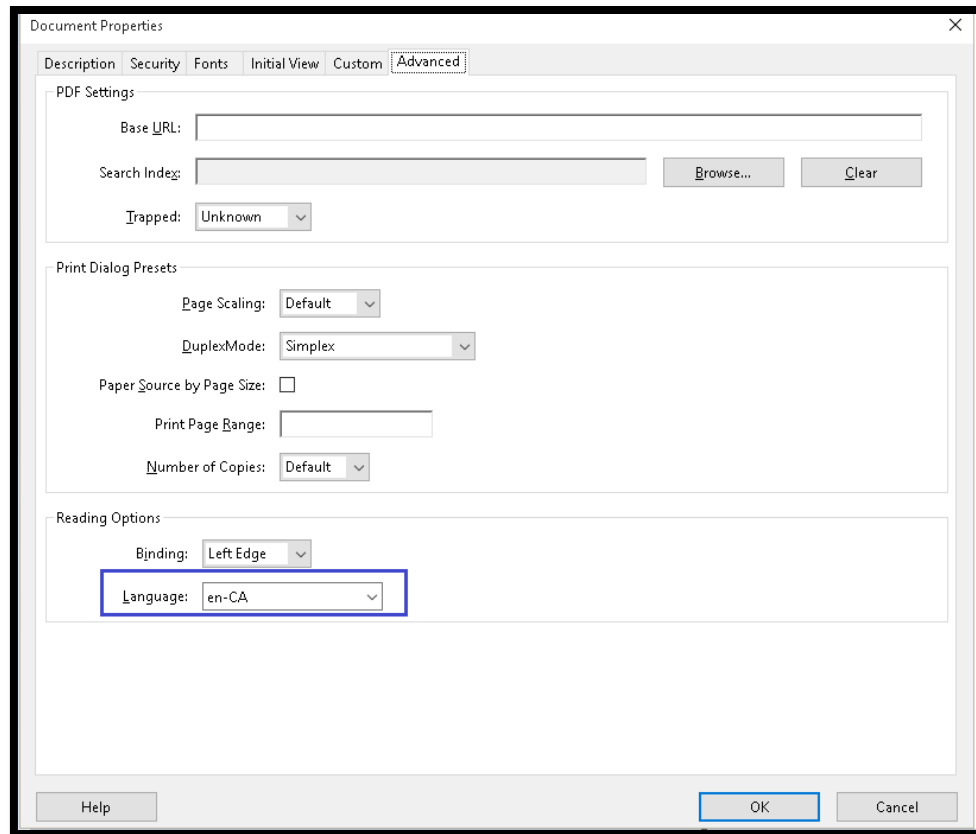 Document Properties
Description Security Fonts Initial View Custom Advanced
PDF Settings
Base URL:
Search Index: Browse... Clear
Trapped: Unknown
Print Dialog Presets
Page Scaling: Default
DuplexMode: Simplex
Paper Source by Page Size:
Print Page Range:
Number of Copies: Default
Reading Options
Binding: Left Edge
Language: en-CA
Help OK Cancel